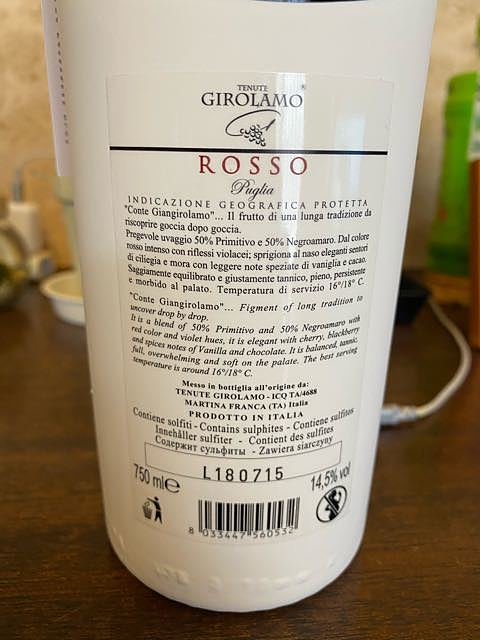 TENUTE
GIROLAMO®
ROSSO
Puglia
INDICAZIONE GEOGRAFICA PROTETTA
"Conte Giangirolamo"... Il frutto di una lunga tradizione da
riscoprire goccia dopo goccia.
Pregevole uvaggio 50% Primitivo e 50% Negroamaro. Dal colore
rosso intenso con riflessi violacei; sprigiona al naso eleganti sentori
di ciliegia e mora con leggere note speziate di vaniglia e cacao.
Saggiamente equilibrato e giustamente tannico, pieno, persistente
e morbido al palato. Temperatura di servizio 16°/18° C.
"Conte Giangirolamo"... Figment of long tradition to
uncover drop by drop.
It is a blend of 50% Primitivo and 50% Negroamaro with
red color and violet hues, it is elegant with cherry, blackberry
and spices notes of Vanilla and chocolate. It is balanced, tannic,
full, overwhelming and soft on the palate. The best serving
temperature is around 16°/18° C.
Messo in bottiglia all'origine da:
TENUTE GIROLAMO - ICQ TA/4688
MARTINA FRANCA (TA) Italia
PRODOTTO IN ITALIA
Contiene solfiti - Contains sulphites - Contiene sulfitos
Innehåller sulfiter - Contient des sulfites
Содержит сульфиты - Zawiera siarczyny
L180715
750 ml℮ 14,5% vol
8 033447 560532